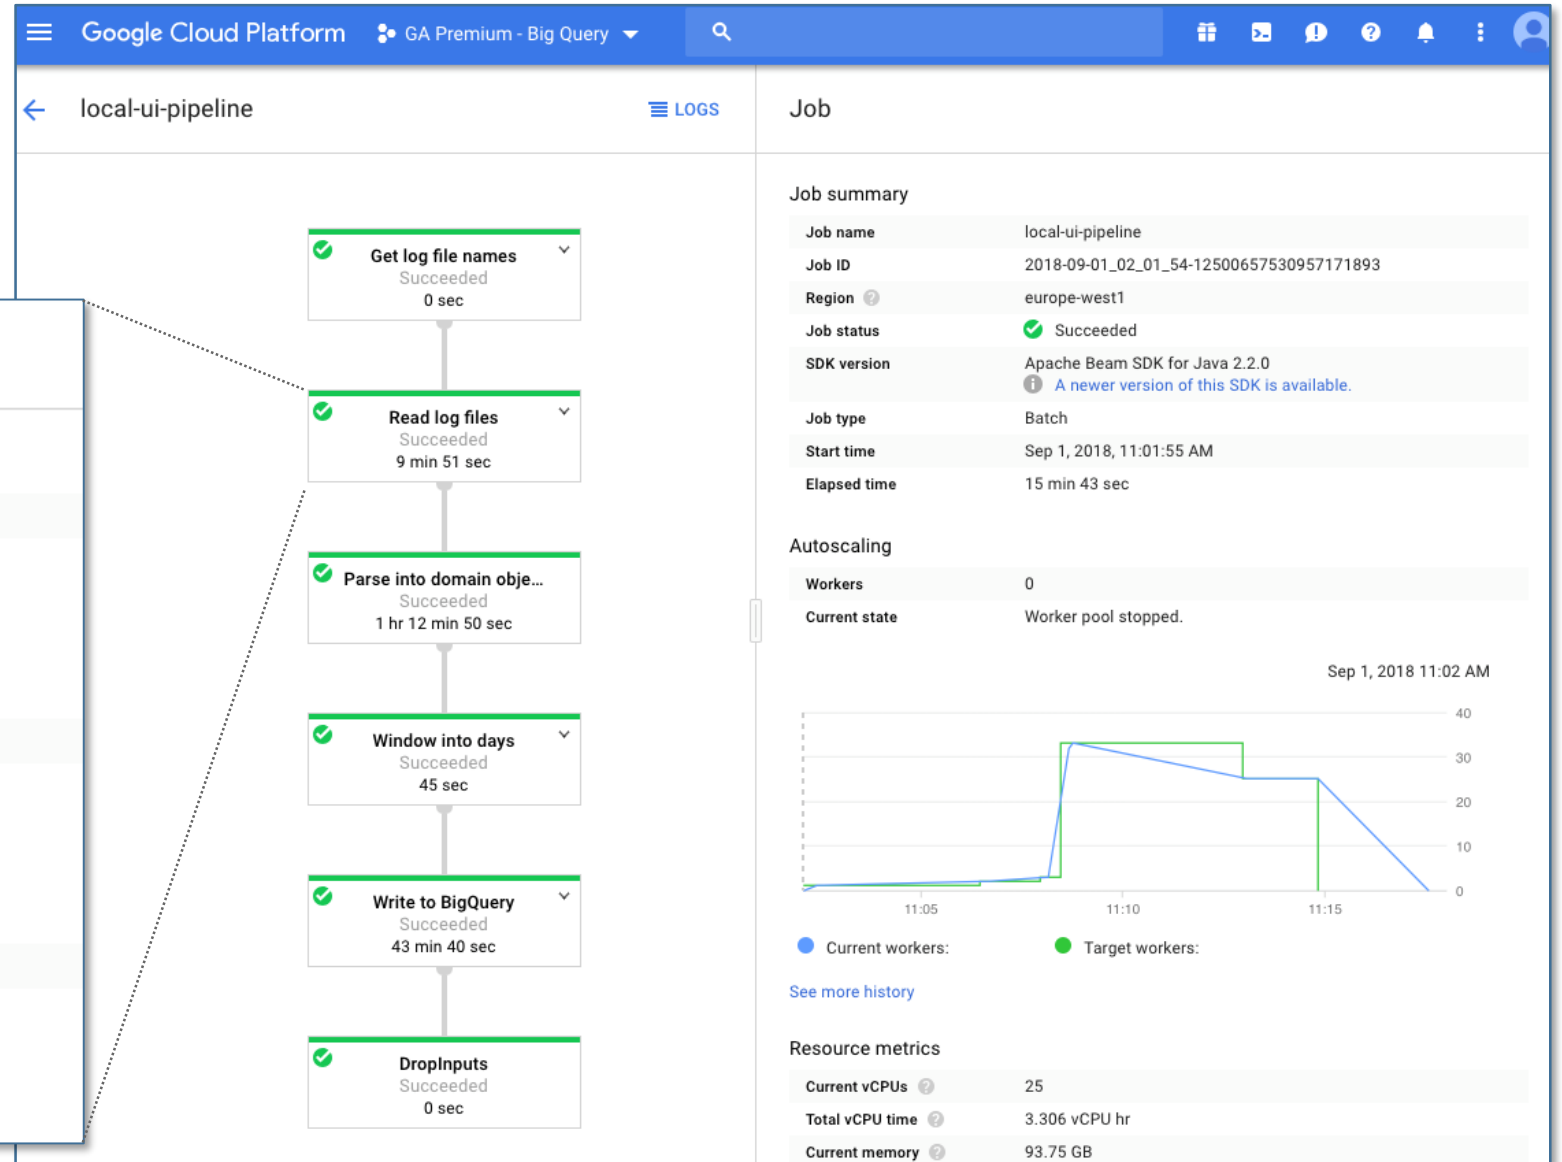 Google Cloud Platform GA Premium - Big Query
local-ui-pipeline LOGS
Get log file names
Succeeded
0 sec
Read log files
Succeeded
9 min 51 sec
Parse into domain obje...
Succeeded
1 hr 12 min 50 sec
Window into days
Succeeded
45 sec
Write to BigQuery
Succeeded
43 min 40 sec
DropInputs
Succeeded
0 sec
Job
Job summary
Job name local-ui-pipeline
Job ID 2018-09-01_02_01_54-12500657530957171893
Region europe-west1
Job status Succeeded
SDK version Apache Beam SDK for Java 2.2.0
A newer version of this SDK is available.
Job type Batch
Start time Sep 1, 2018, 11:01:55 AM
Elapsed time 15 min 43 sec
Autoscaling
Workers 0
Current state Worker pool stopped.
Sep 1, 2018 11:02 AM
40
30
20
10
0
11:05 11:10 11:15
Current workers: Target workers:
See more history
Resource metrics
Current vCPUs 25
Total vCPU time 3.306 vCPU hr
Current memory 93.75 GB